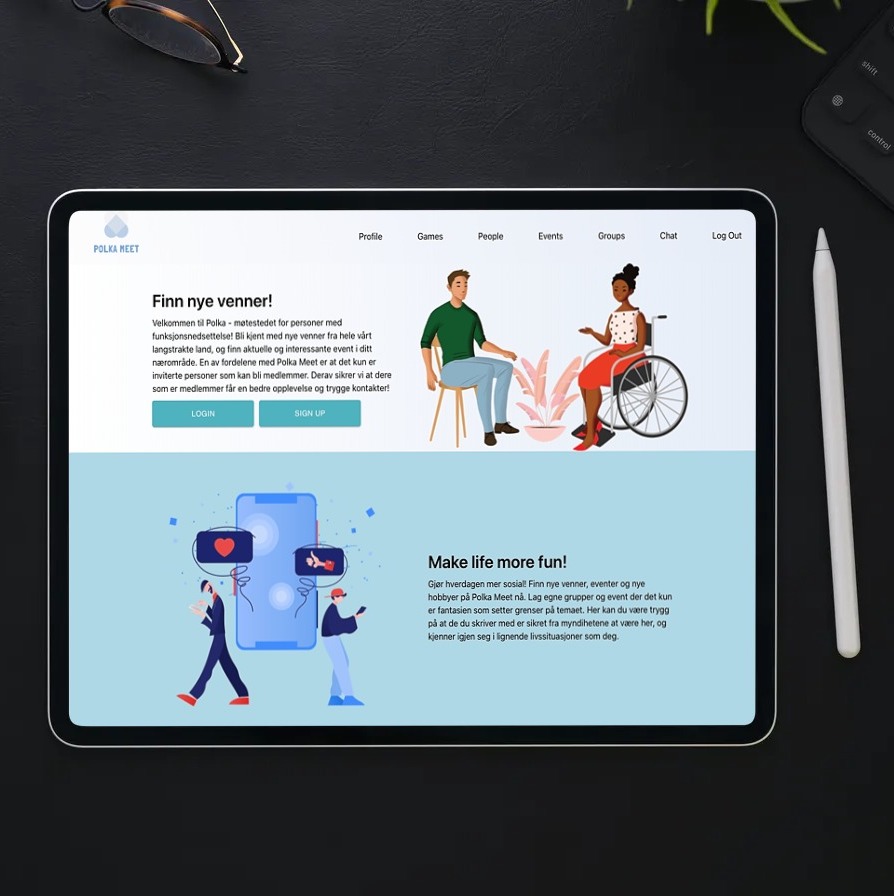 shift
control
POLKA MEET
Profile Games People Events Groups Chat Log Out
Finn nye venner!
Velkommen til Polka - møtestedet for personer med
funksjonsnedsettelse! Bli kjent med nye venner fra hele vårt
langstrakte land, og finn aktuelle og interessante event i ditt
nærområde. En av fordelene med Polka Meet er at det kun er
inviterte personer som kan bli medlemmer. Derav sikrer vi at dere
som er medlemmer får en bedre opplevelse og trygge kontakter!
LOGIN SIGN UP
Make life more fun!
Gjør hverdagen mer sosial! Finn nye venner, eventer og nye
hobbyer på Polka Meet nå. Lag egne grupper og event der det kun
er fantasien som setter grenser på temaet. Her kan du være trygg
på at de du skriver med er sikret fra myndihetene at være her, og
kjenner igjen seg i lignende livssituasjoner som deg.